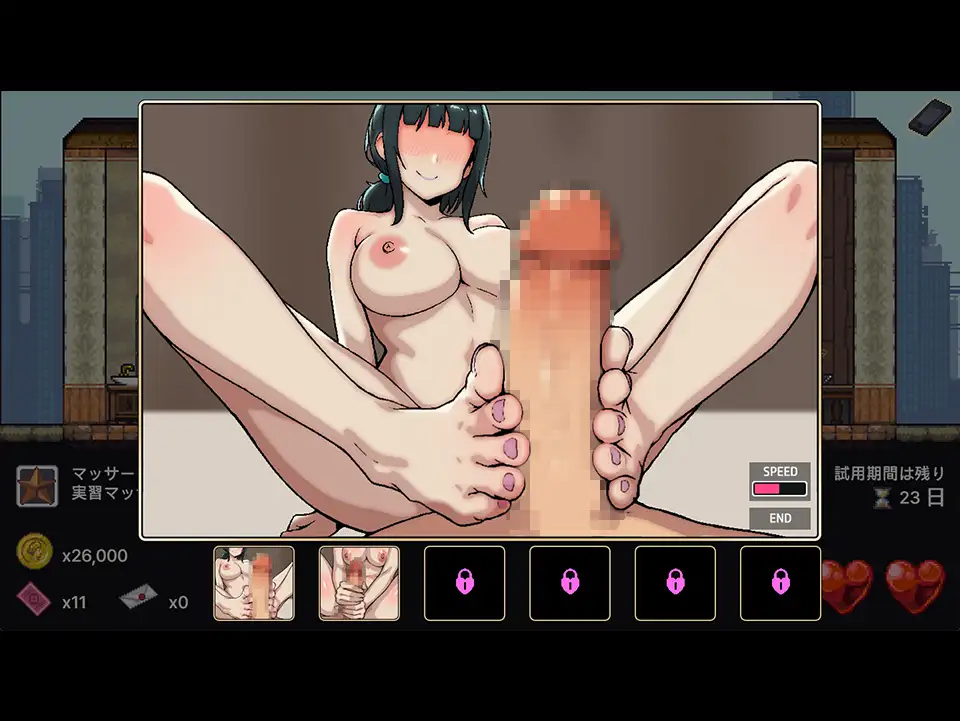 SPEED
END
マッサー
実習マッ
試用期間は残り
23 日
x26,000
x11
x0